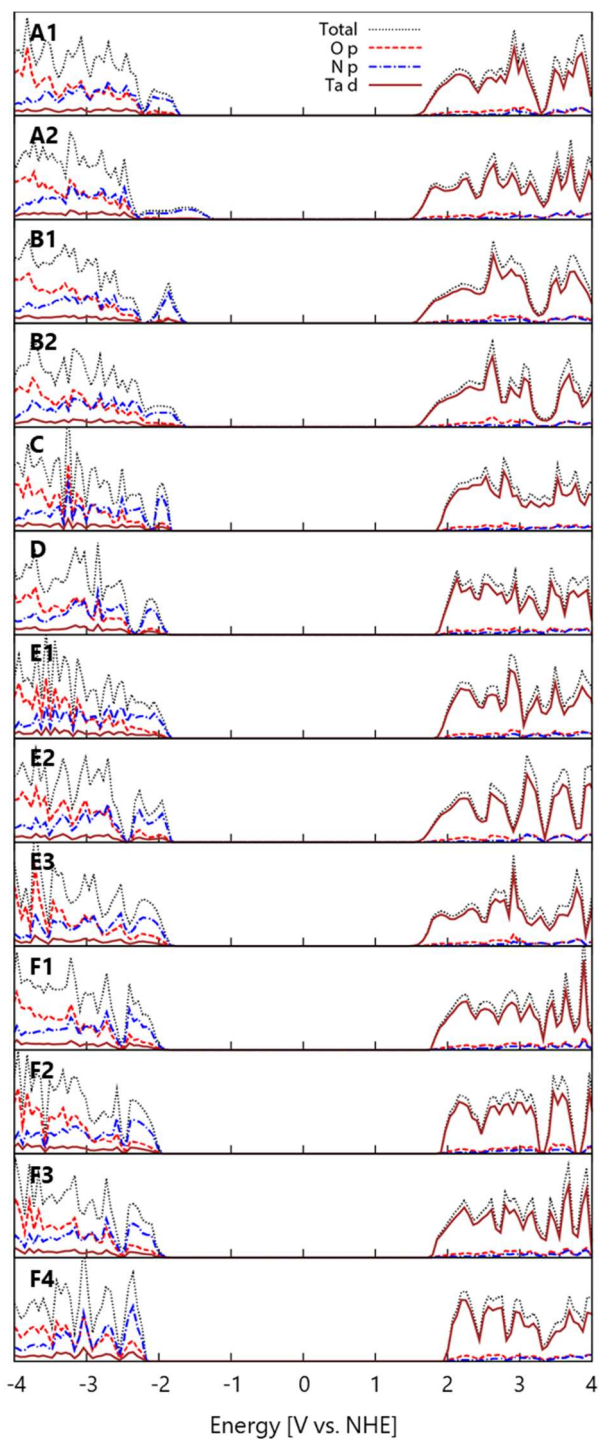 A1
Total
O p
N p
Ta d
A2
B1
B2
C
D
E1
E2
E3
F1
F2
F3
F4
-4 -3 -2 -1 0 1 2 3 4
Energy [V vs. NHE]